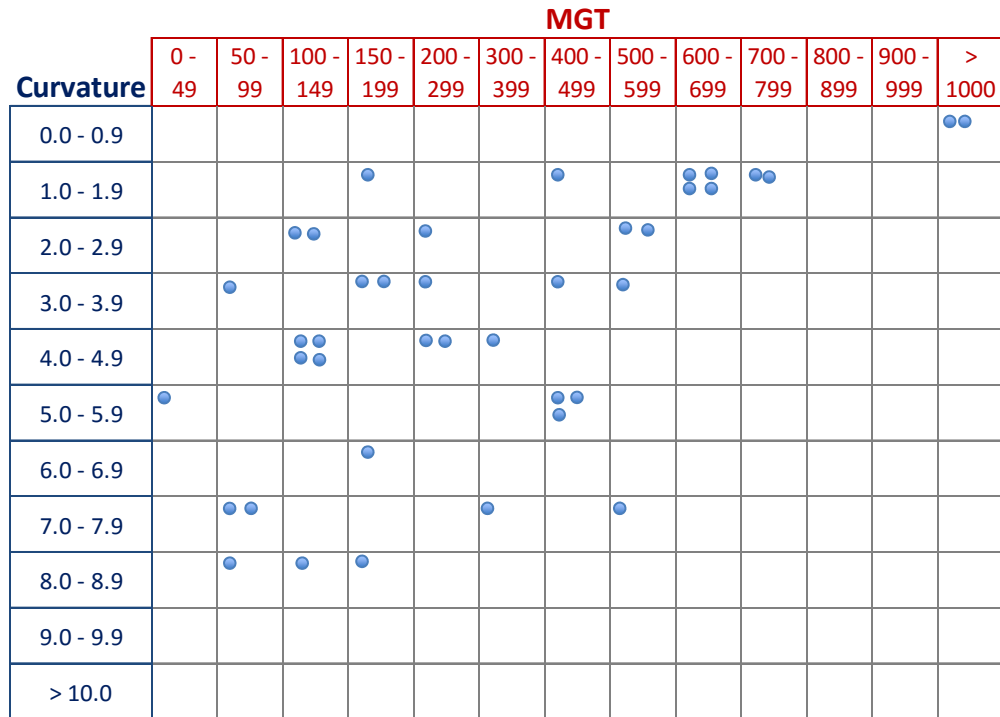 MGT
Curvature
0 - 49
50 - 99
100 - 149
150 - 199
200 - 299
300 - 399
400 - 499
500 - 599
600 - 699
700 - 799
800 - 899
900 - 999
> 1000
0.0 - 0.9
1.0 - 1.9
2.0 - 2.9
3.0 - 3.9
4.0 - 4.9
5.0 - 5.9
6.0 - 6.9
7.0 - 7.9
8.0 - 8.9
9.0 - 9.9
> 10.0